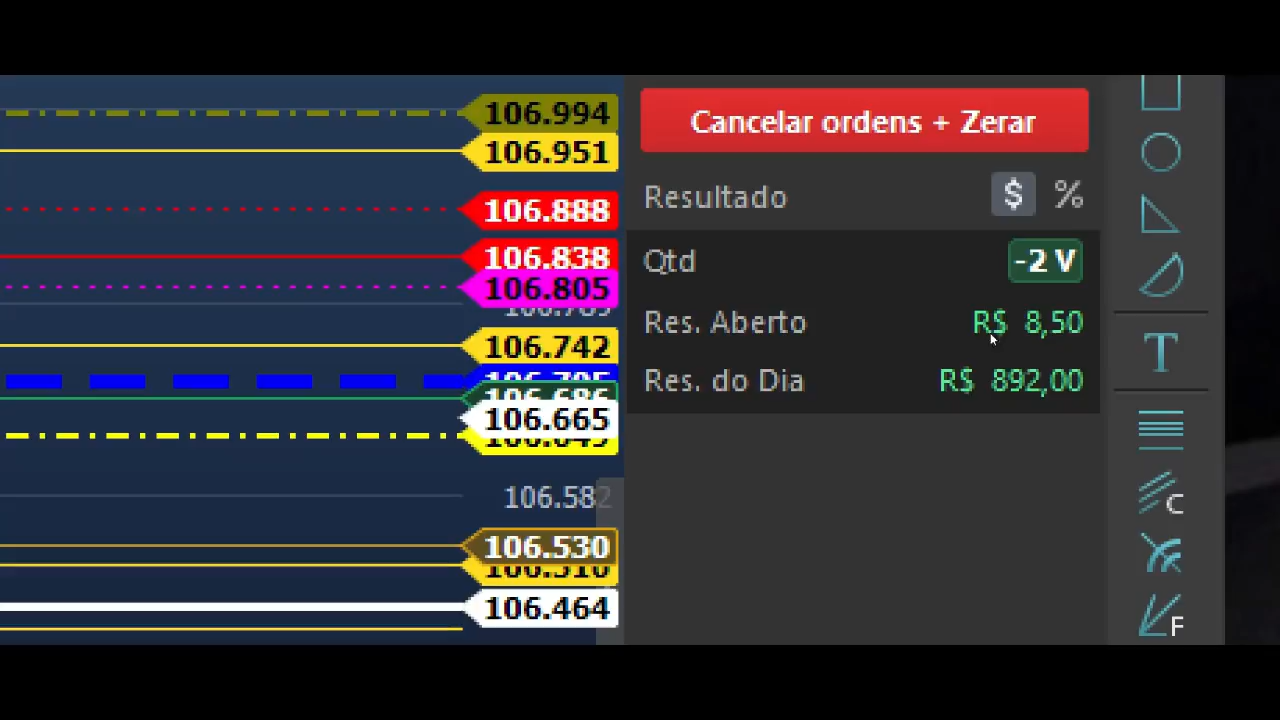 106.994
106.951
106.888
106.838
106.805
106.742
106.665
106.582
106.530
106.464
Cancelar ordens + Zerar
Resultado $ %
Qtd -2 V
Res. Aberto R$ 8,50
Res. do Dia R$ 892,00
T
C
F